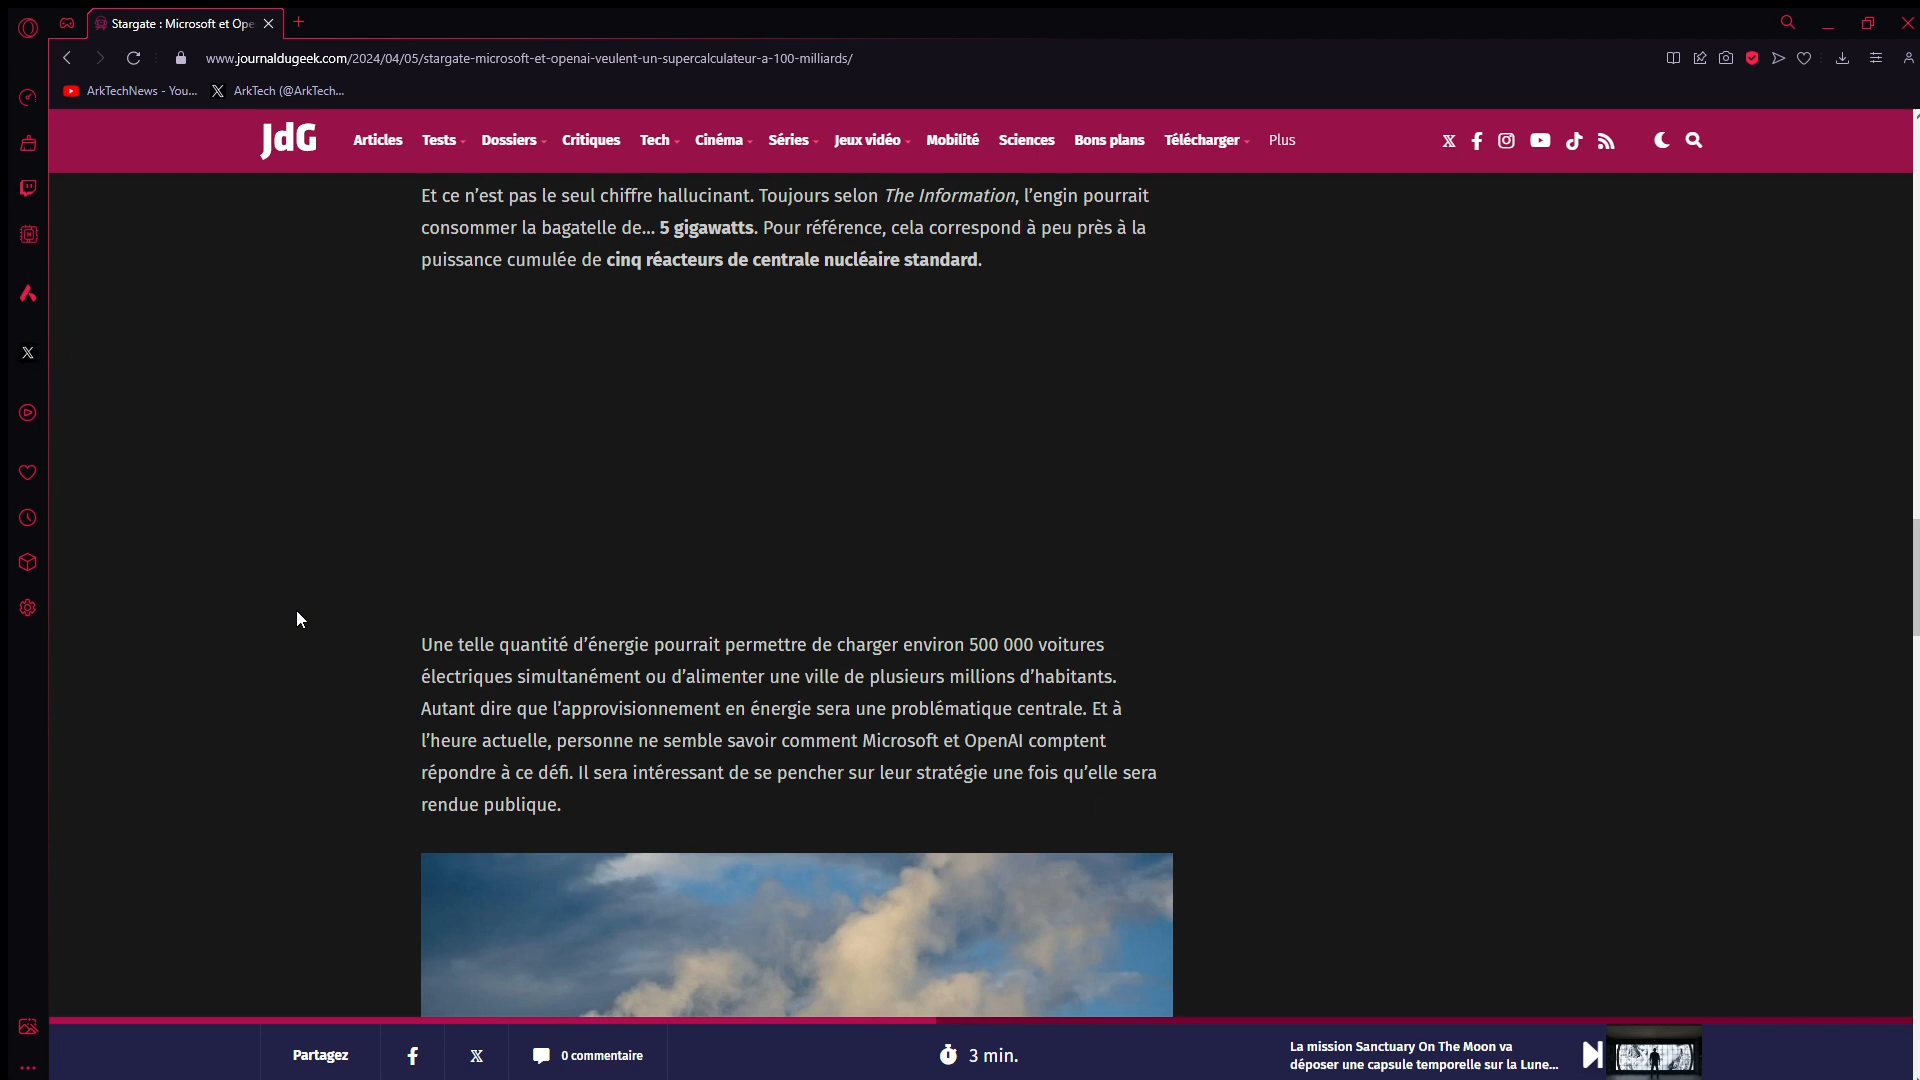 Stargate : Microsoft et Ope
www.journaldugeek.com/2024/04/05/stargate-microsoft-et-openai-veulent-un-supercalculateur-a-100-milliards/
ArkTechNews - You... ArkTech (@ArkTech...
JdG Articles Tests Dossiers Critiques Tech Cinéma Séries Jeux vidéo Mobilité Sciences Bons plans Télécharger Plus
Et ce n’est pas le seul chiffre hallucinant. Toujours selon The Information, l’engin pourrait
consommer la bagatelle de… 5 gigawatts. Pour référence, cela correspond à peu près à la
puissance cumulée de cinq réacteurs de centrale nucléaire standard.
Une telle quantité d’énergie pourrait permettre de charger environ 500 000 voitures
électriques simultanément ou d’alimenter une ville de plusieurs millions d’habitants.
Autant dire que l’approvisionnement en énergie sera une problématique centrale. Et à
l’heure actuelle, personne ne semble savoir comment Microsoft et OpenAI comptent
répondre à ce défi. Il sera intéressant de se pencher sur leur stratégie une fois qu’elle sera
rendue publique.
Partagez 0 commentaire 3 min.
La mission Sanctuary On The Moon va
déposer une capsule temporelle sur la Lune...